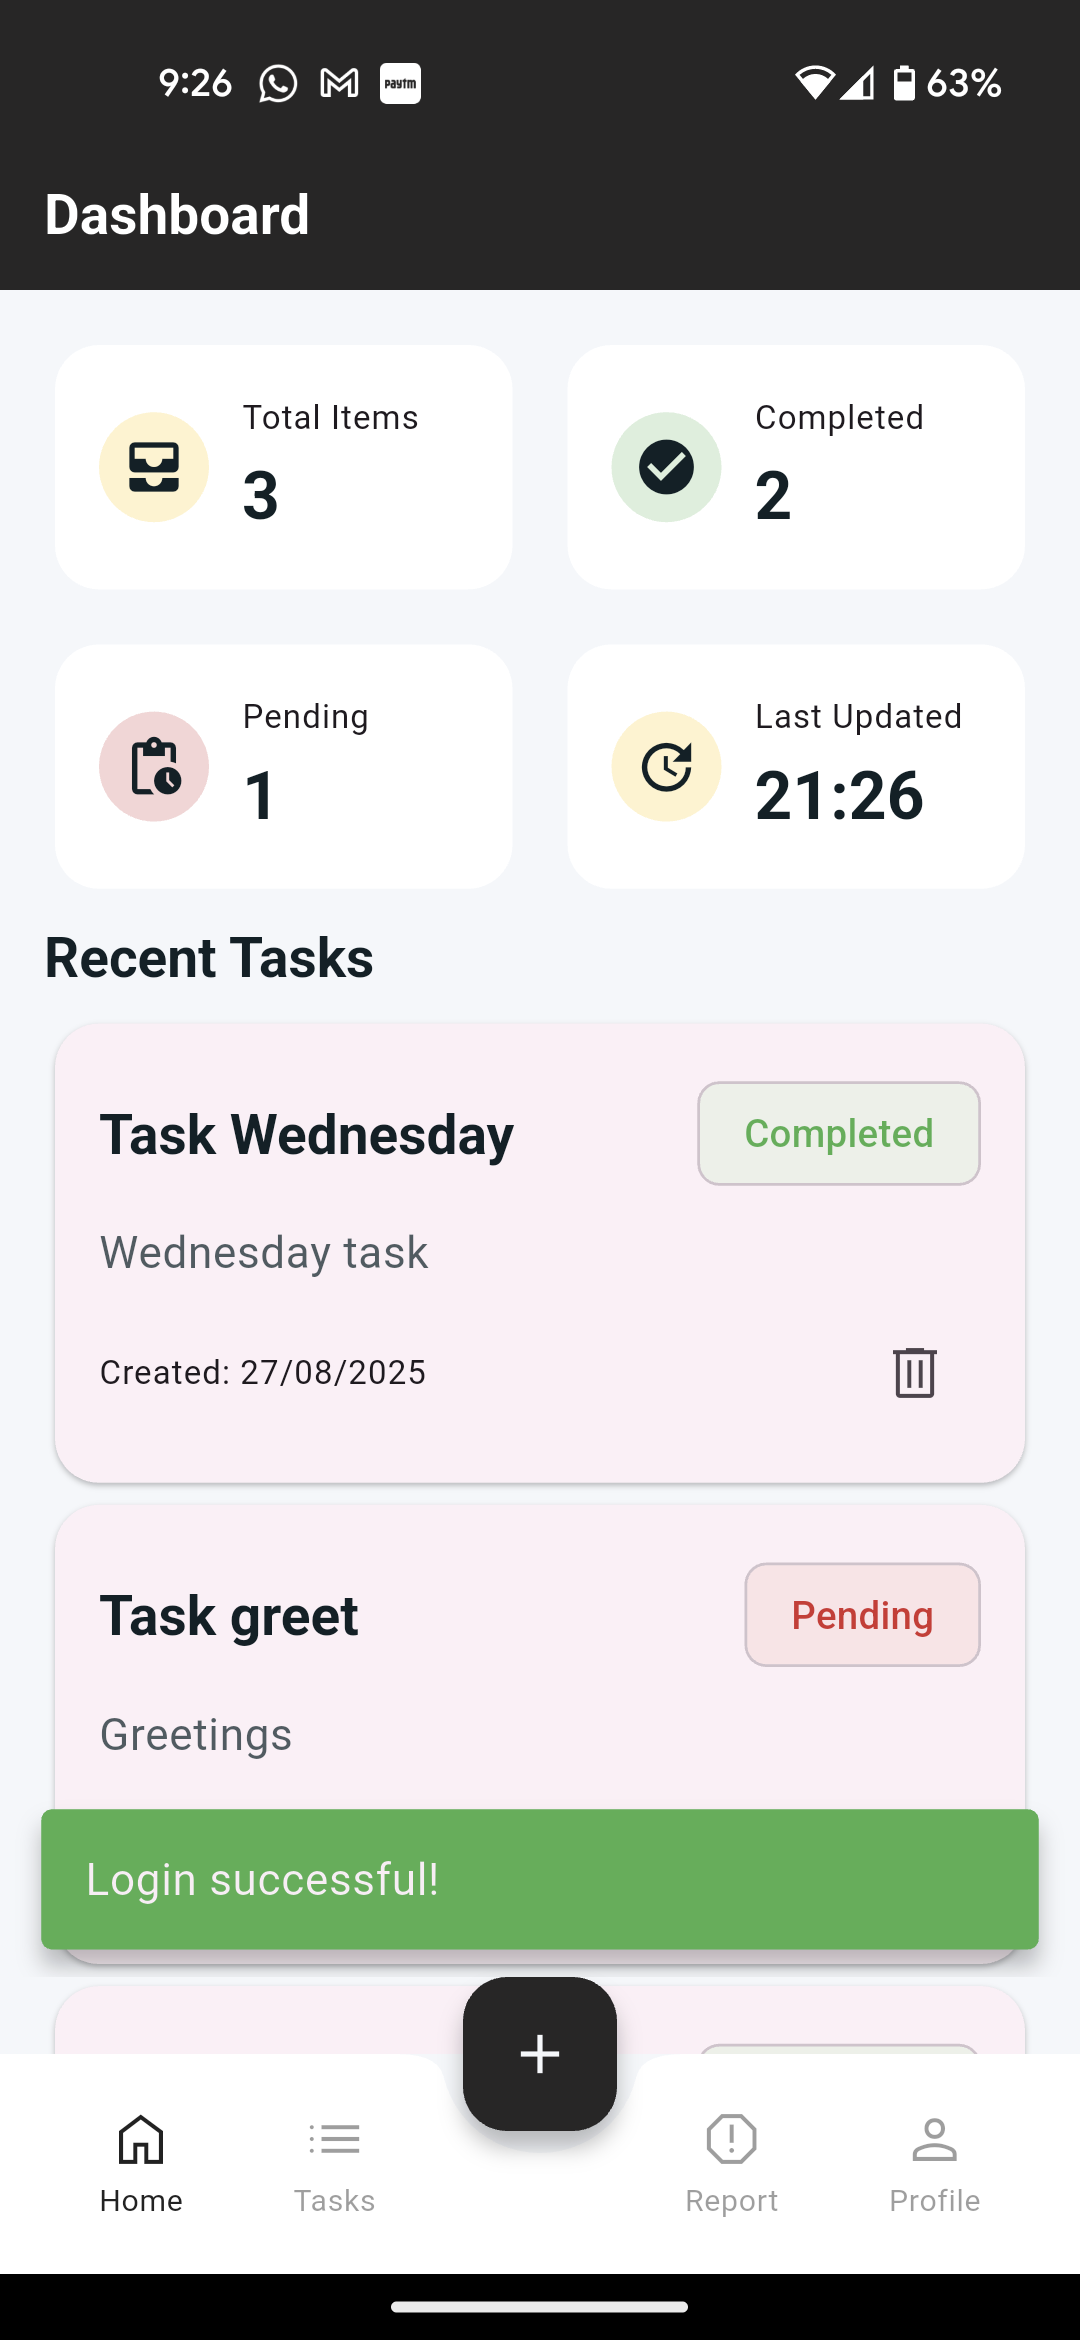 9:26 paytm 63%
Dashboard
Total Items
3
Completed
2
Pending
1
Last Updated
21:26
Recent Tasks
Task Wednesday
Completed
Wednesday task
Created: 27/08/2025
Task greet
Pending
Greetings
Login successful!
Home
Tasks
Report
Profile